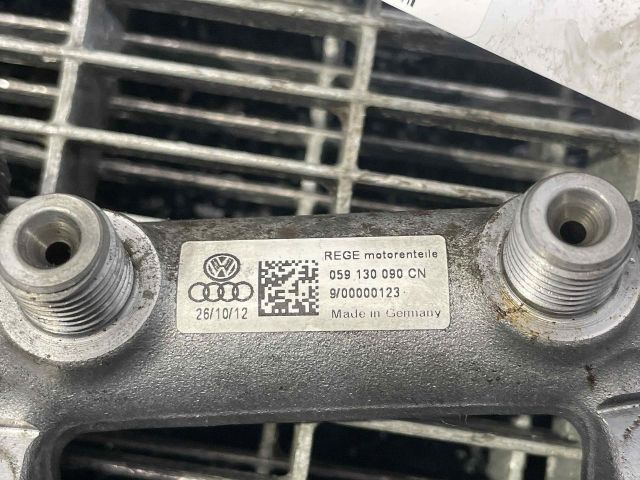 REGE motorenteile
059 130 090 CN
9/00000123
Made in Germany
26/10/12